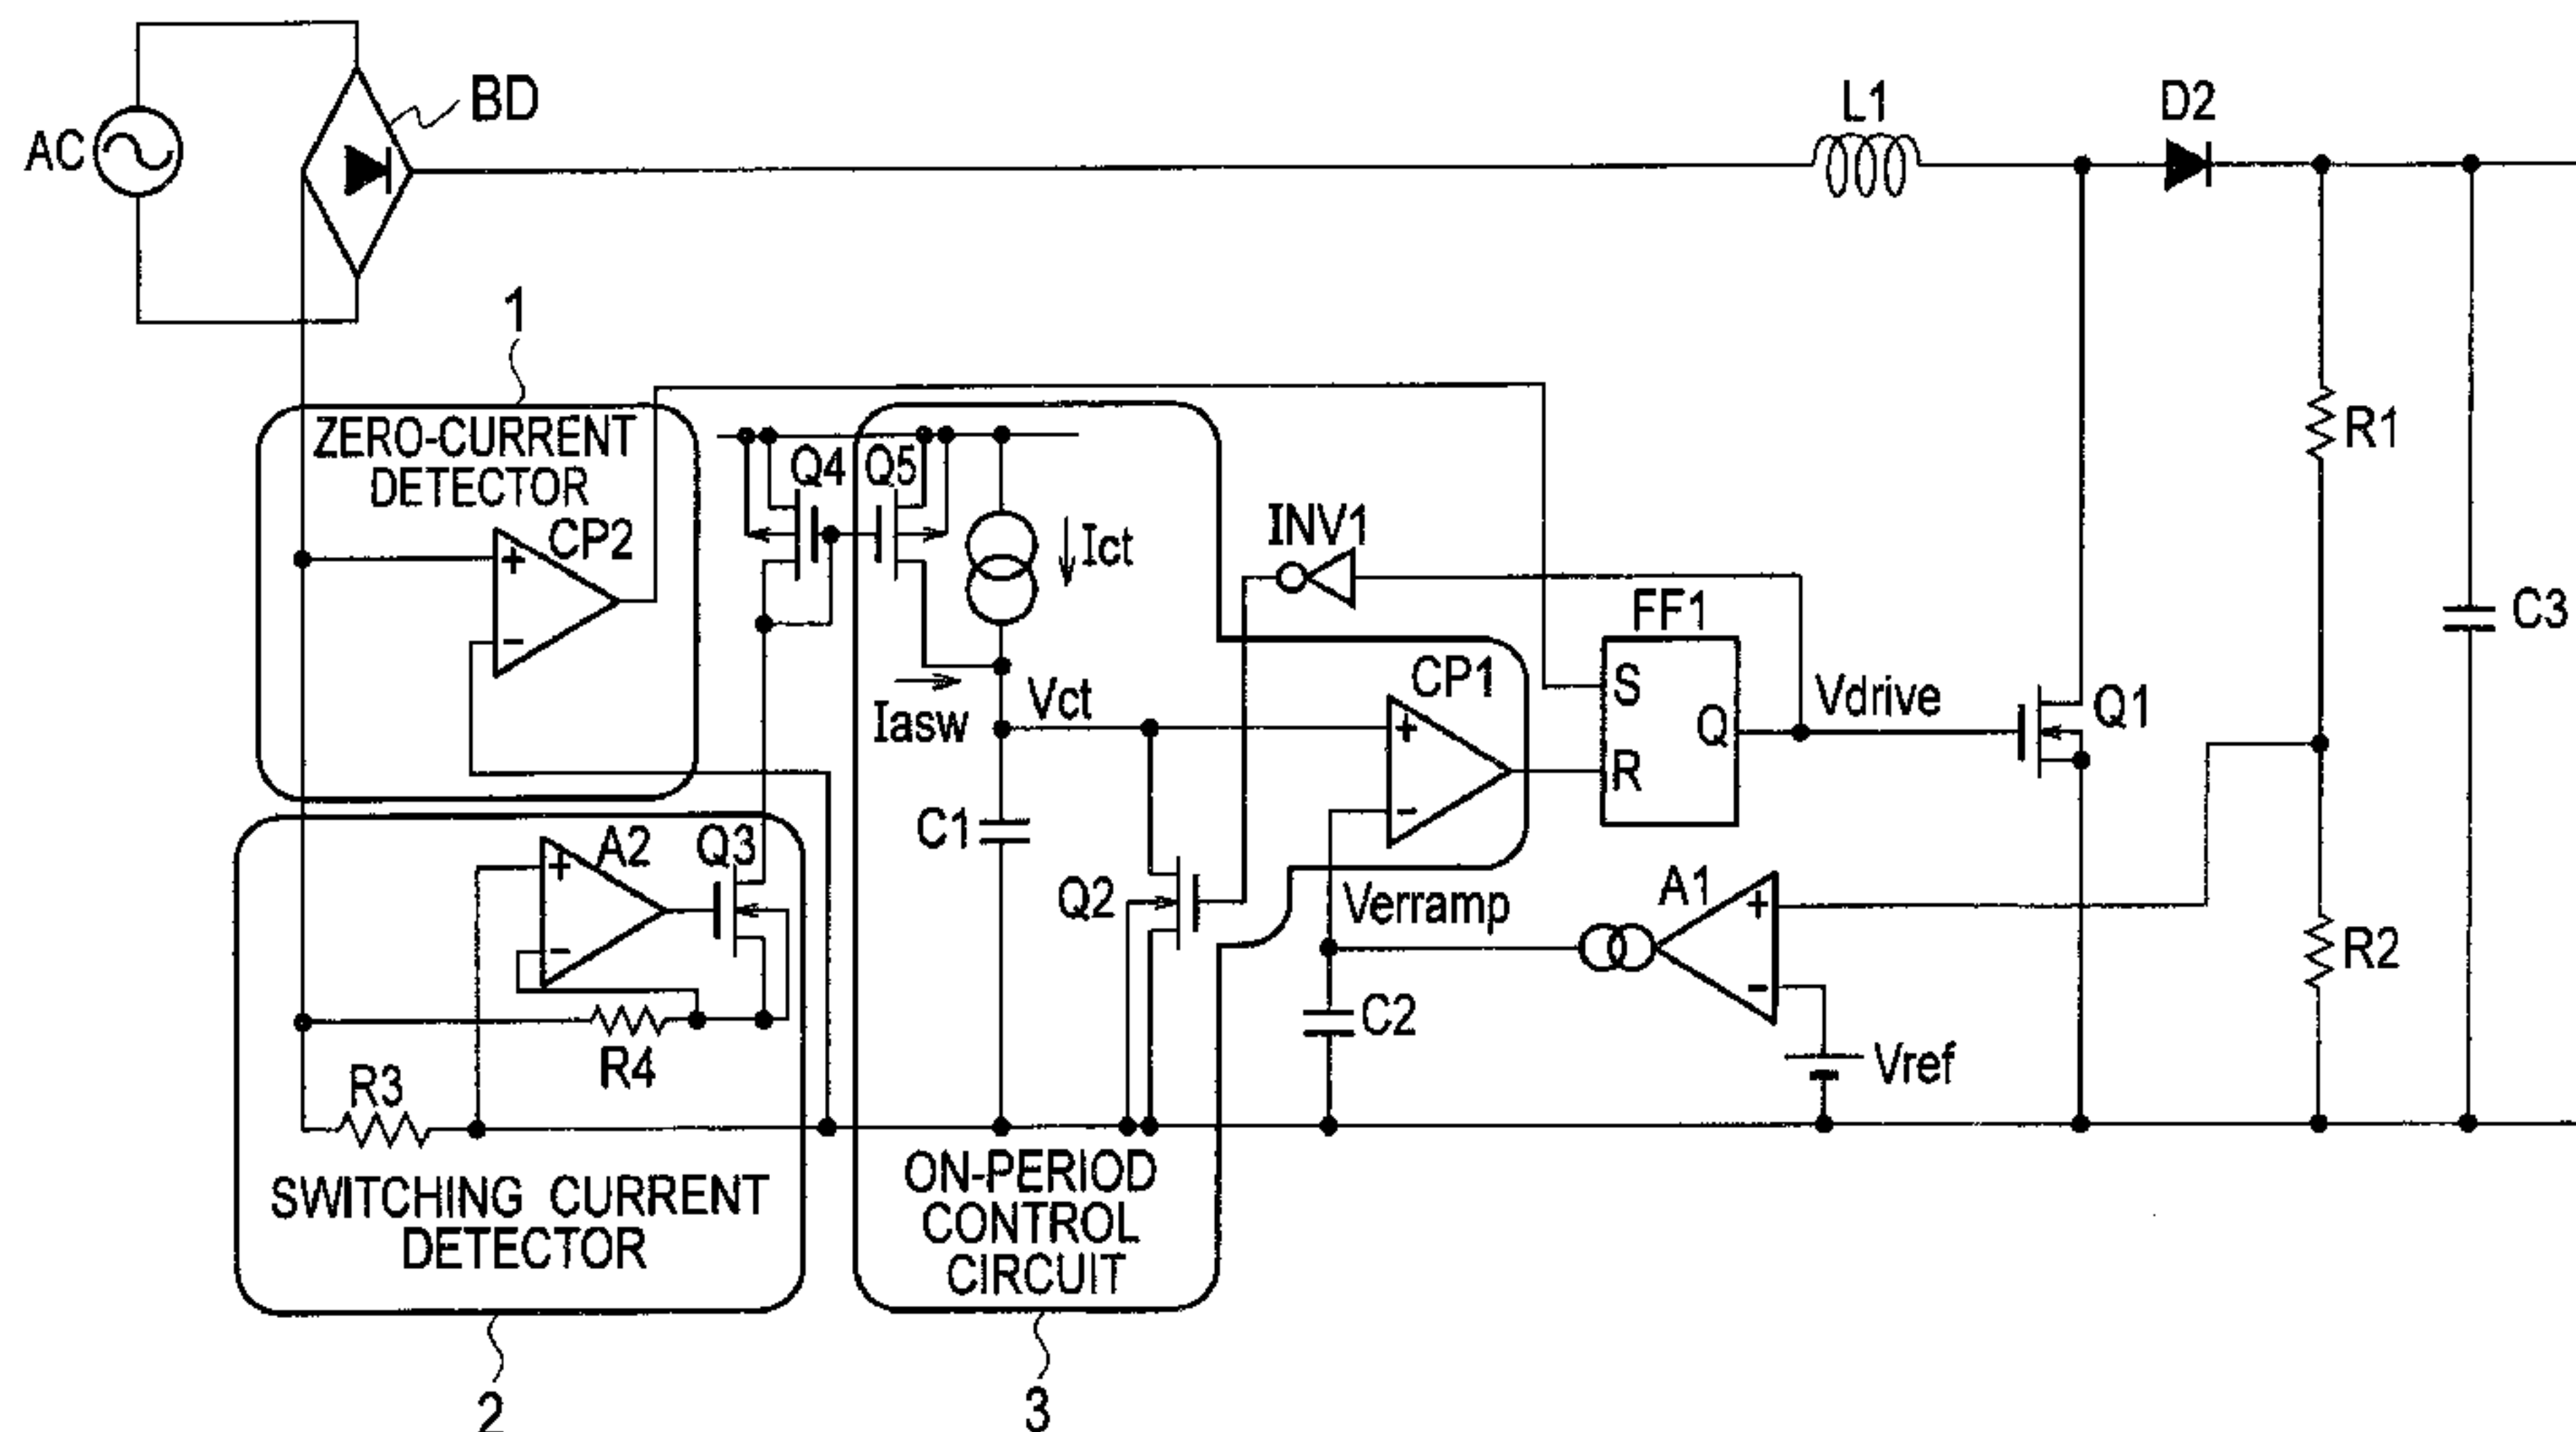 AC
BD
L1
D2
1
ZERO-CURRENT
DETECTOR
CP2
+
-
Q4
Q5
Ict
Iasw
Vct
C1
INV1
CP1
+
-
FF1
S
R
Q
Vdrive
Q1
R1
C3
R2
A2
+
-
Q3
R4
R3
Q2
Verramp
C2
A1
+
-
Vref
SWITCHING CURRENT
DETECTOR
ON-PERIOD
CONTROL
CIRCUIT
2
3